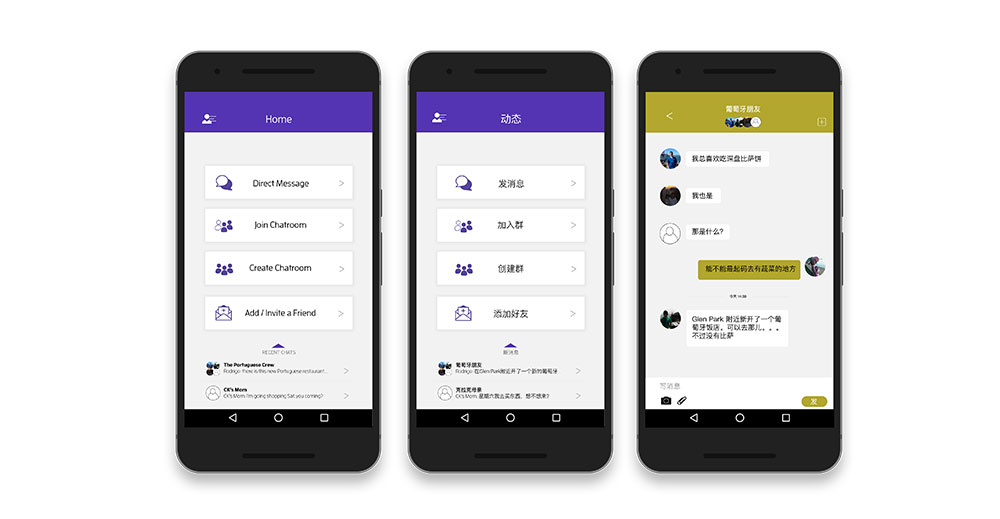 Home
Direct Message
Join Chatroom
Create Chatroom
Add / Invite a Friend
RECENT CHATS
The Portuguese Crew
Rodrigo: there is this new Portuguese restaurant...
CK's Mom
CK'S Mom: I'm going shopping Sat, you coming?
动态
发消息
加入群
创建群
添加好友
新消息
葡萄牙朋友
Rodrigo: 在Glen Park附近开了一个新的葡萄牙...
克拉克母亲
CK'S Mom: 星期六我去买东西，想不想来?
葡萄牙朋友
我总喜欢吃深盘比萨饼
我也是
那是什么?
能不能最起码去有蔬菜的地方
Glen Park 附近新开了一个葡
萄牙饭店，可以去那儿。。。
不过没有比萨
写消息
发